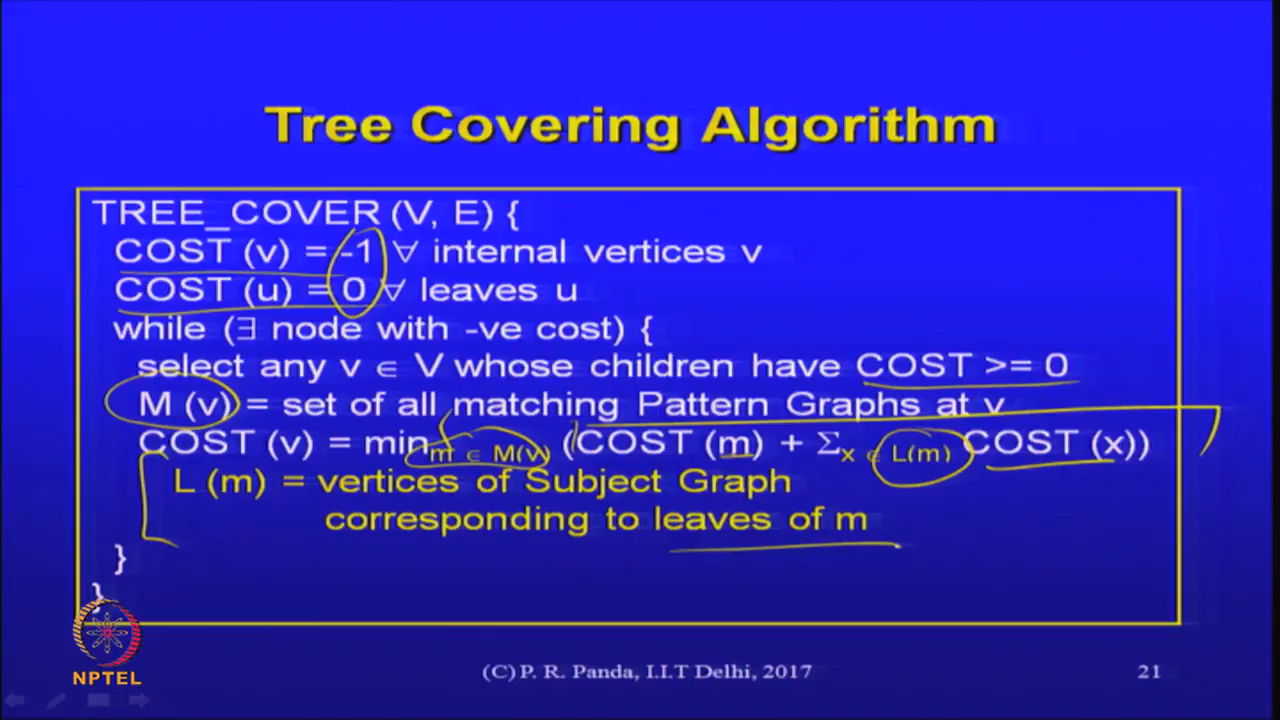 Tree Covering Algorithm
TREE_COVER (V, E) {
COST (v) = -1 ∀ internal vertices v
COST (u) = 0 ∀ leaves u
while (∃ node with -ve cost) {
select any v ∈ V whose children have COST >= 0
M (v) = set of all matching Pattern Graphs at v
COST (v) = min m ∈ M(v) (COST (m) + Σ x ∈ L(m) COST (x))
L (m) = vertices of Subject Graph
corresponding to leaves of m
}
}
NPTEL
(C) P. R. Panda, I.I.T Delhi, 2017
21